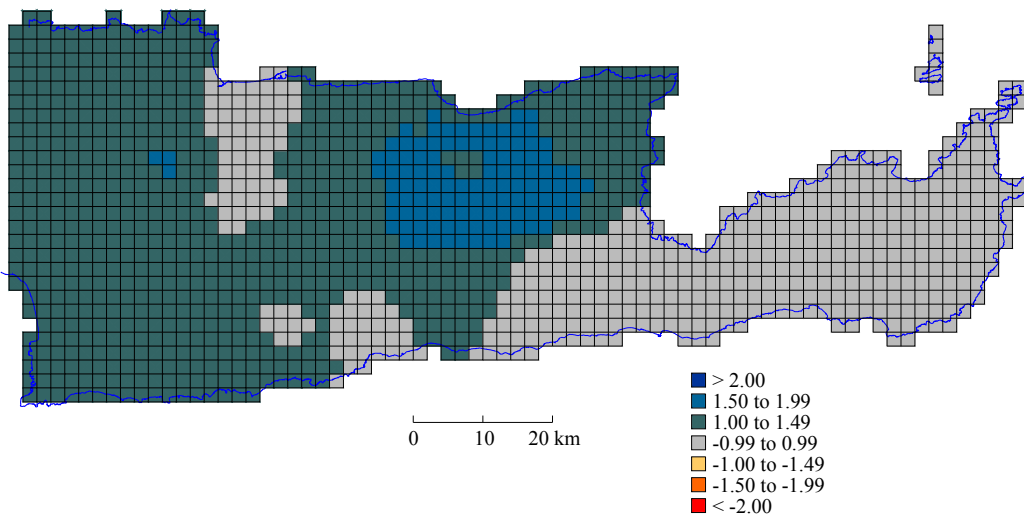 > 2.00
1.50 to 1.99
1.00 to 1.49
-0.99 to 0.99
-1.00 to -1.49
-1.50 to -1.99
< -2.00
0 10 20 km